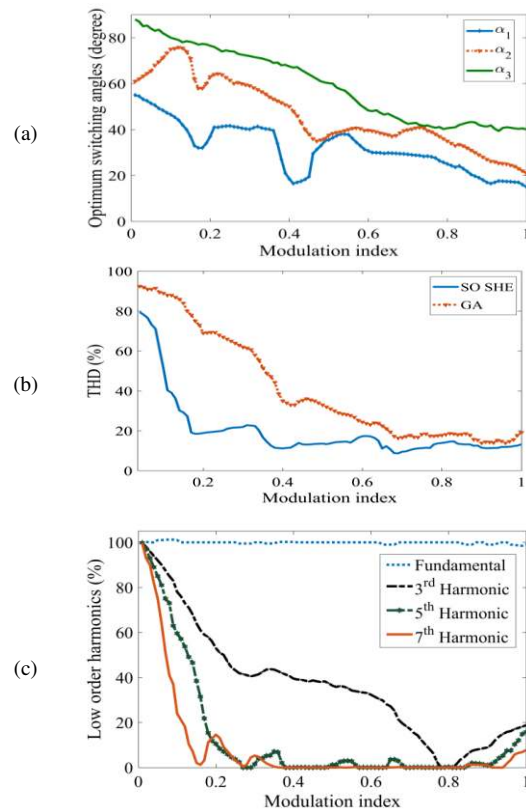 (a)
Optimum switching angles (degree)
80
60
40
20
0
α1
α2
α3
0.2
0.4
0.6
0.8
1
Modulation index
(b)
THD (%)
100
80
60
40
20
0
SO SHE
GA
0.2
0.4
0.6
0.8
1
Modulation index
(c)
Low order harmonics (%)
100
80
60
40
20
0
Fundamental
3rd Harmonic
5th Harmonic
7th Harmonic
0
0.2
0.4
0.6
0.8
1
Modulation index